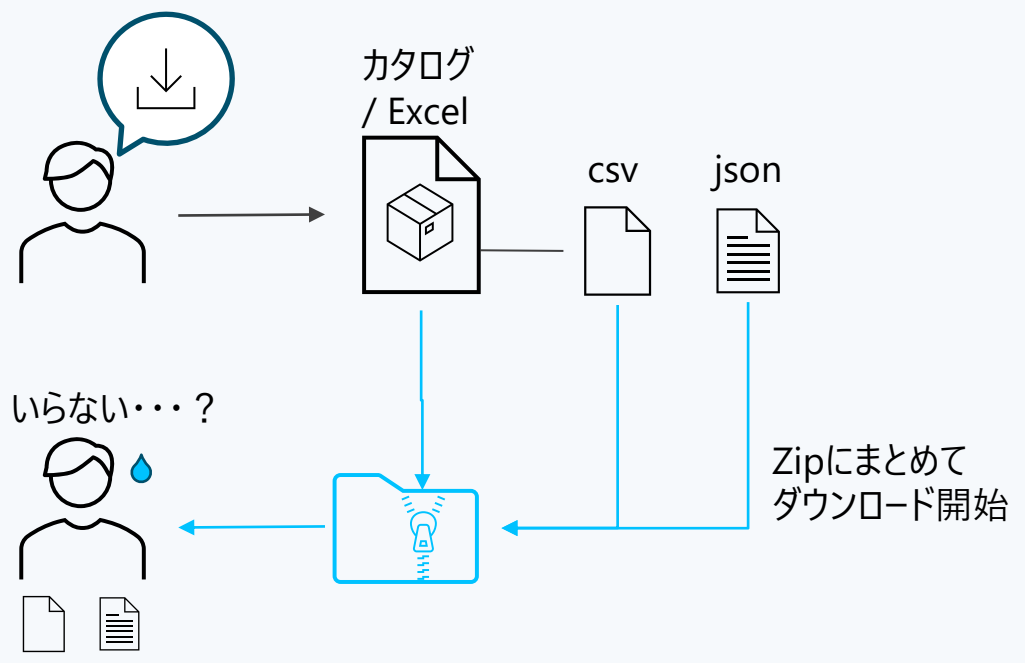 カタログ
/ Excel
csv
json
いらない・・・？
Zipにまとめて
ダウンロード開始